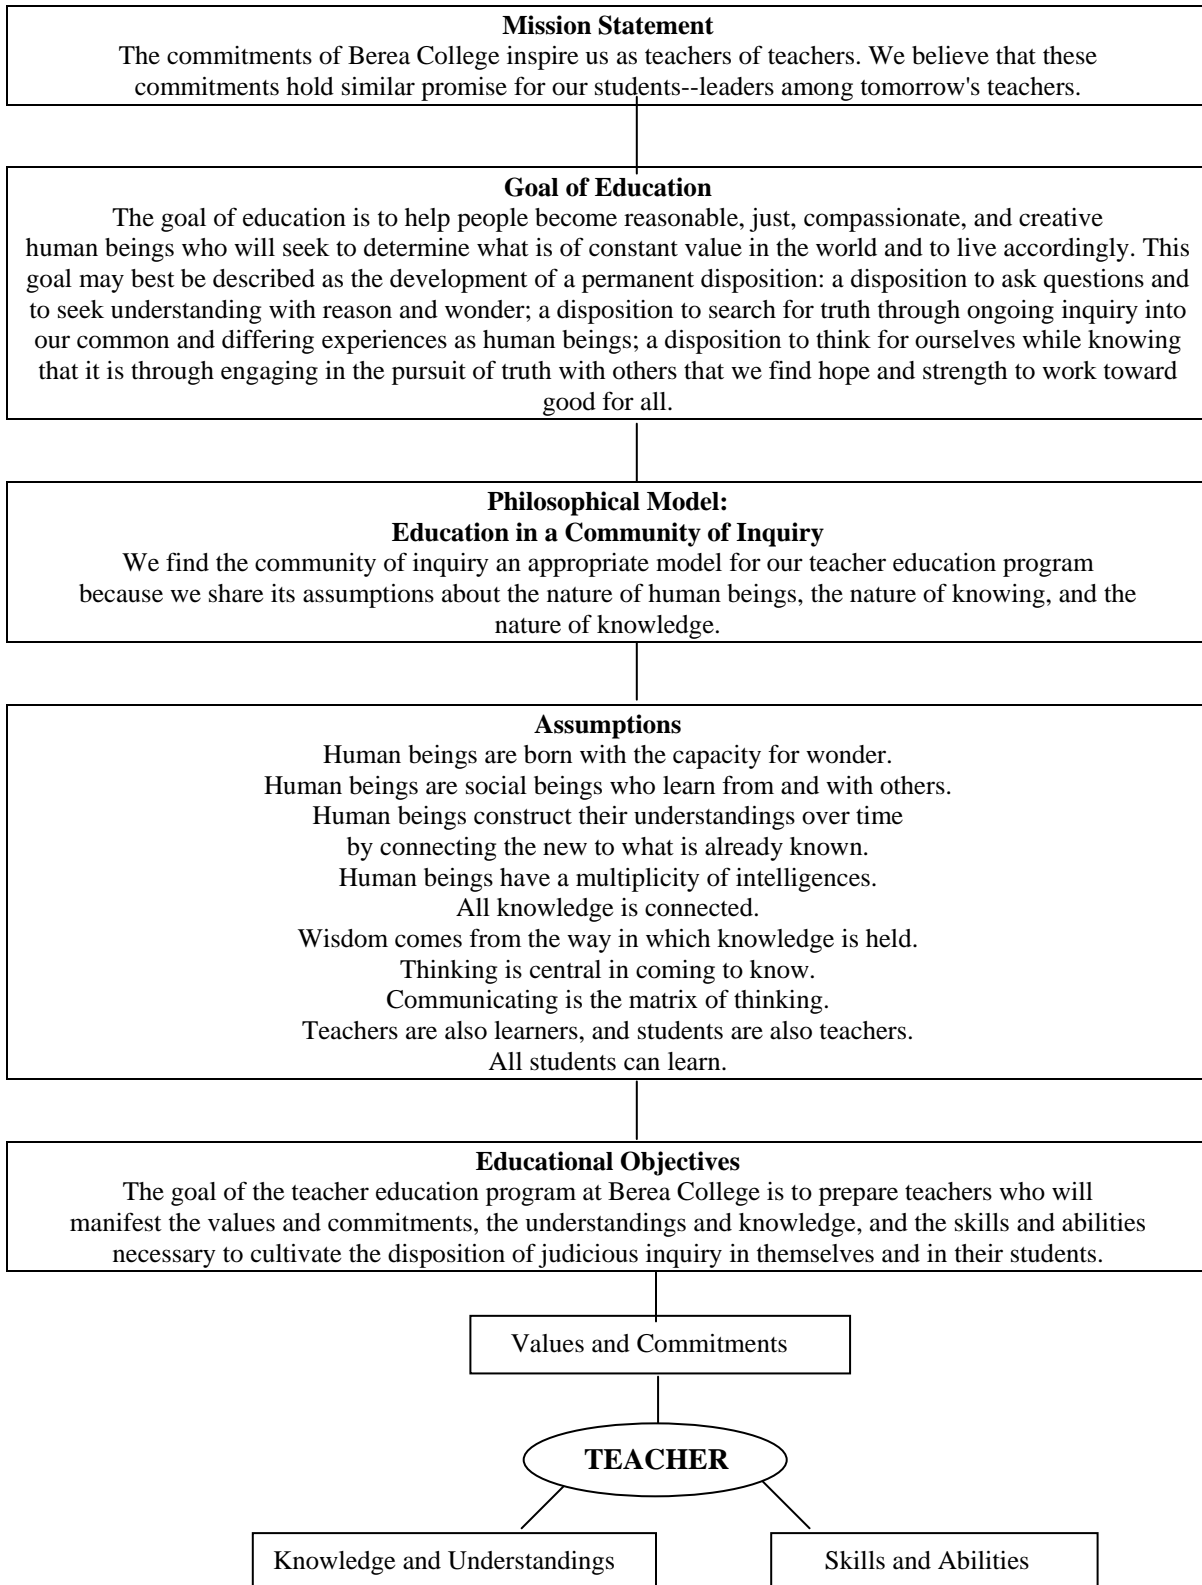 Mission Statement
The commitments of Berea College inspire us as teachers of teachers. We believe that these
commitments hold similar promise for our students--leaders among tomorrow's teachers.
Goal of Education
The goal of education is to help people become reasonable, just, compassionate, and creative
human beings who will seek to determine what is of constant value in the world and to live accordingly. This
goal may best be described as the development of a permanent disposition: a disposition to ask questions and
to seek understanding with reason and wonder; a disposition to search for truth through ongoing inquiry into
our common and differing experiences as human beings; a disposition to think for ourselves while knowing
that it is through engaging in the pursuit of truth with others that we find hope and strength to work toward
good for all.
Philosophical Model:
Education in a Community of Inquiry
We find the community of inquiry an appropriate model for our teacher education program
because we share its assumptions about the nature of human beings, the nature of knowing, and the
nature of knowledge.
Assumptions
Human beings are born with the capacity for wonder.
Human beings are social beings who learn from and with others.
Human beings construct their understandings over time
by connecting the new to what is already known.
Human beings have a multiplicity of intelligences.
All knowledge is connected.
Wisdom comes from the way in which knowledge is held.
Thinking is central in coming to know.
Communicating is the matrix of thinking.
Teachers are also learners, and students are also teachers.
All students can learn.
Educational Objectives
The goal of the teacher education program at Berea College is to prepare teachers who will
manifest the values and commitments, the understandings and knowledge, and the skills and abilities
necessary to cultivate the disposition of judicious inquiry in themselves and in their students.
Values and Commitments
TEACHER
Knowledge and Understandings
Skills and Abilities